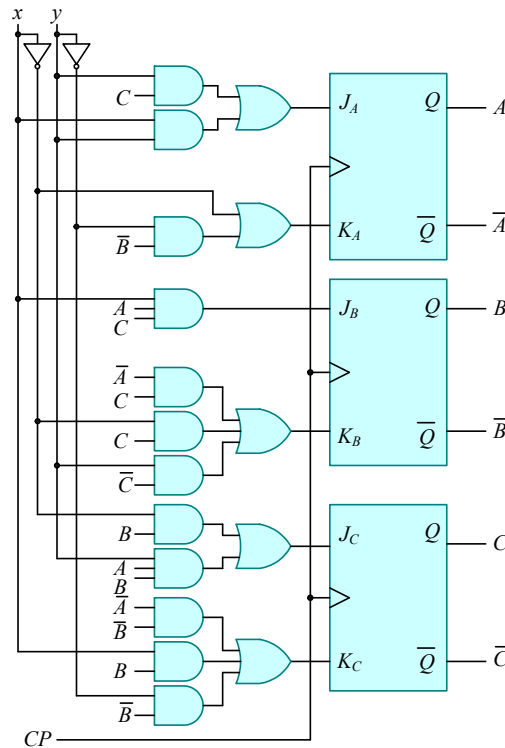 x y
C
J_A Q A
K_A Q̅ A̅
B̅
A
C
J_B Q B
A̅
C
C
K_B Q̅ B̅
C̅
B
J_C Q C
A
B
A̅
B̅
B
K_C Q̅ C̅
B̅
CP